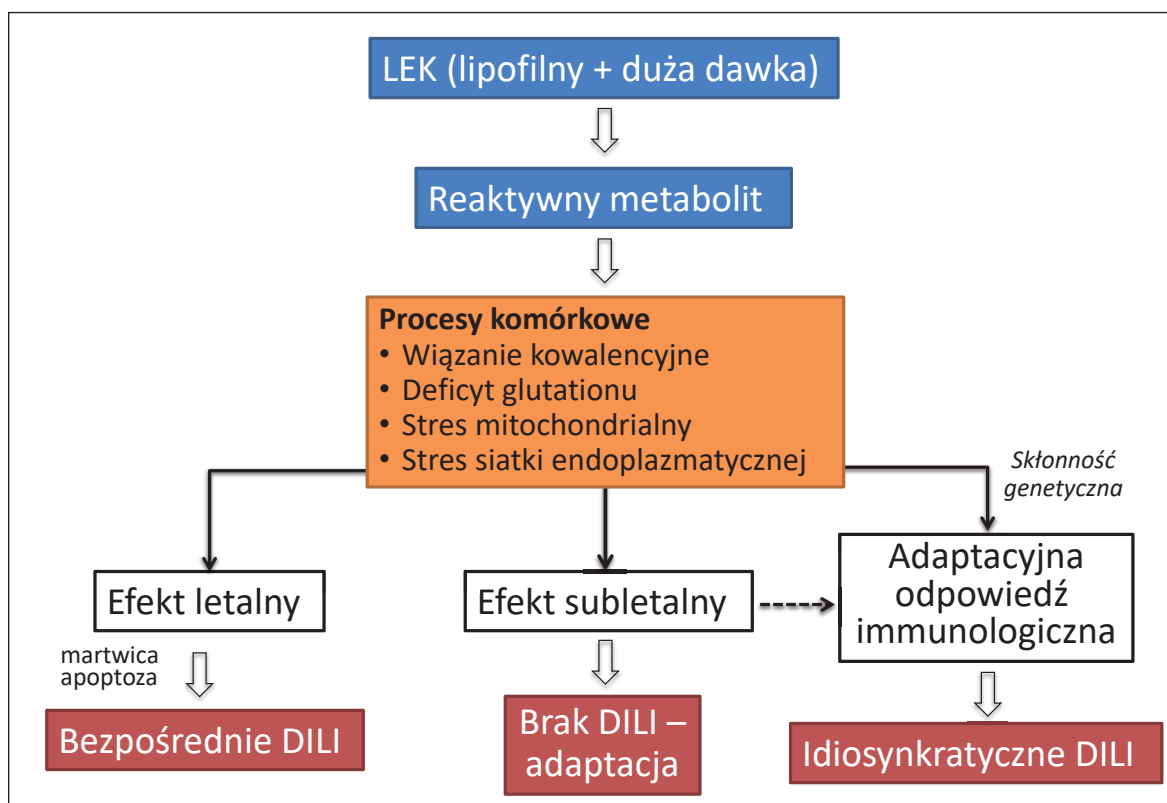 LEK (lipofilny + duża dawka)
Reaktywny metabolit
Procesy komórkowe
• Wiązanie kowalencyjne
• Deficyt glutationu
• Stres mitochondrialny
• Stres siatki endoplazmatycznej
Skłonność
genetyczna
Efekt letalny
Efekt subletalny
Adaptacyjna
odpowiedź
immunologiczna
martwica
apoptoza
Bezpośrednie DILI
Brak DILI –
adaptacja
Idiosynkratyczne DILI